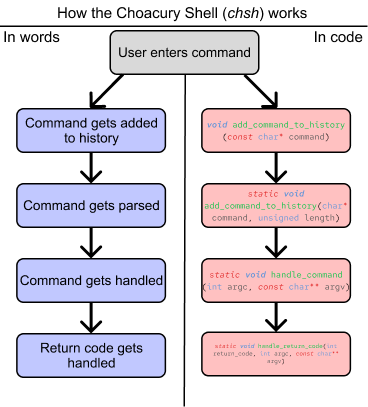 How the Choacury Shell (chsh) works
In words
In code
User enters command
Command gets added
to history
void add_command_to_history
(const char* command)
Command gets parsed
static void
add_command_to_history(char*
command, unsigned length)
Command gets handled
static void handle_command
(int argc, const char** argv)
Return code gets
handled
static void handle_return_code(int
return_code, int argc, const char**
argv)